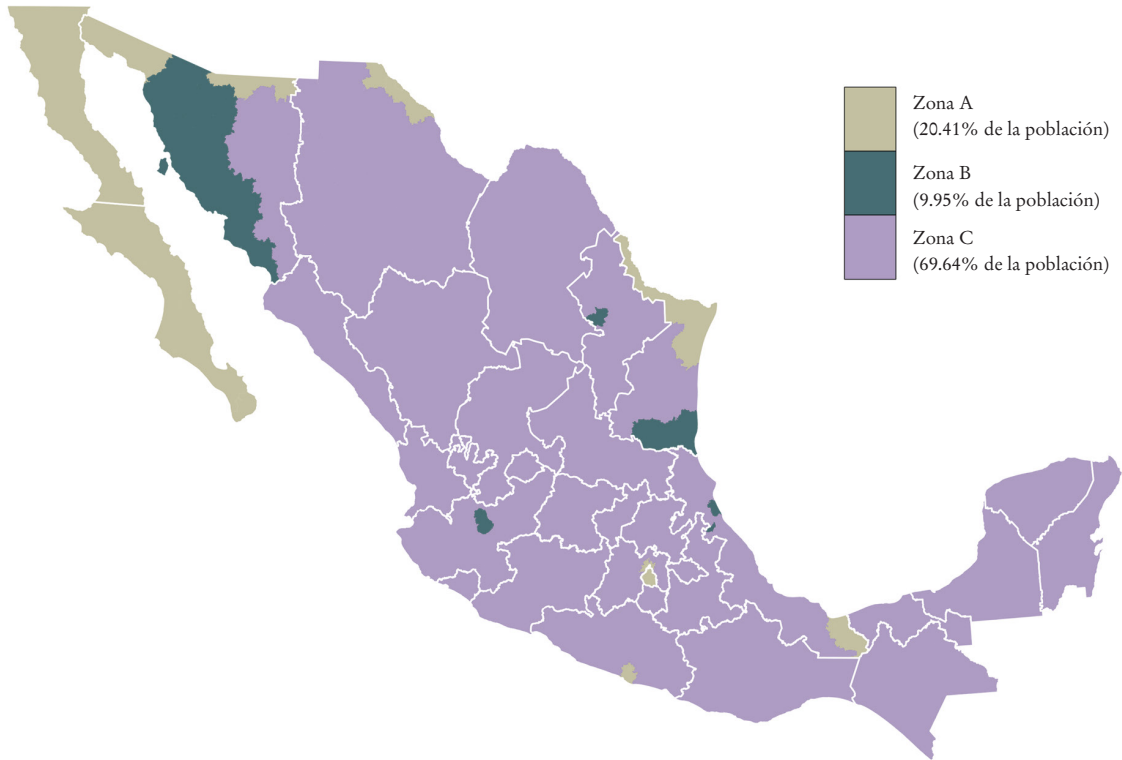 Zona A
(20.41% de la población)
Zona B
(9.95% de la población)
Zona C
(69.64% de la población)